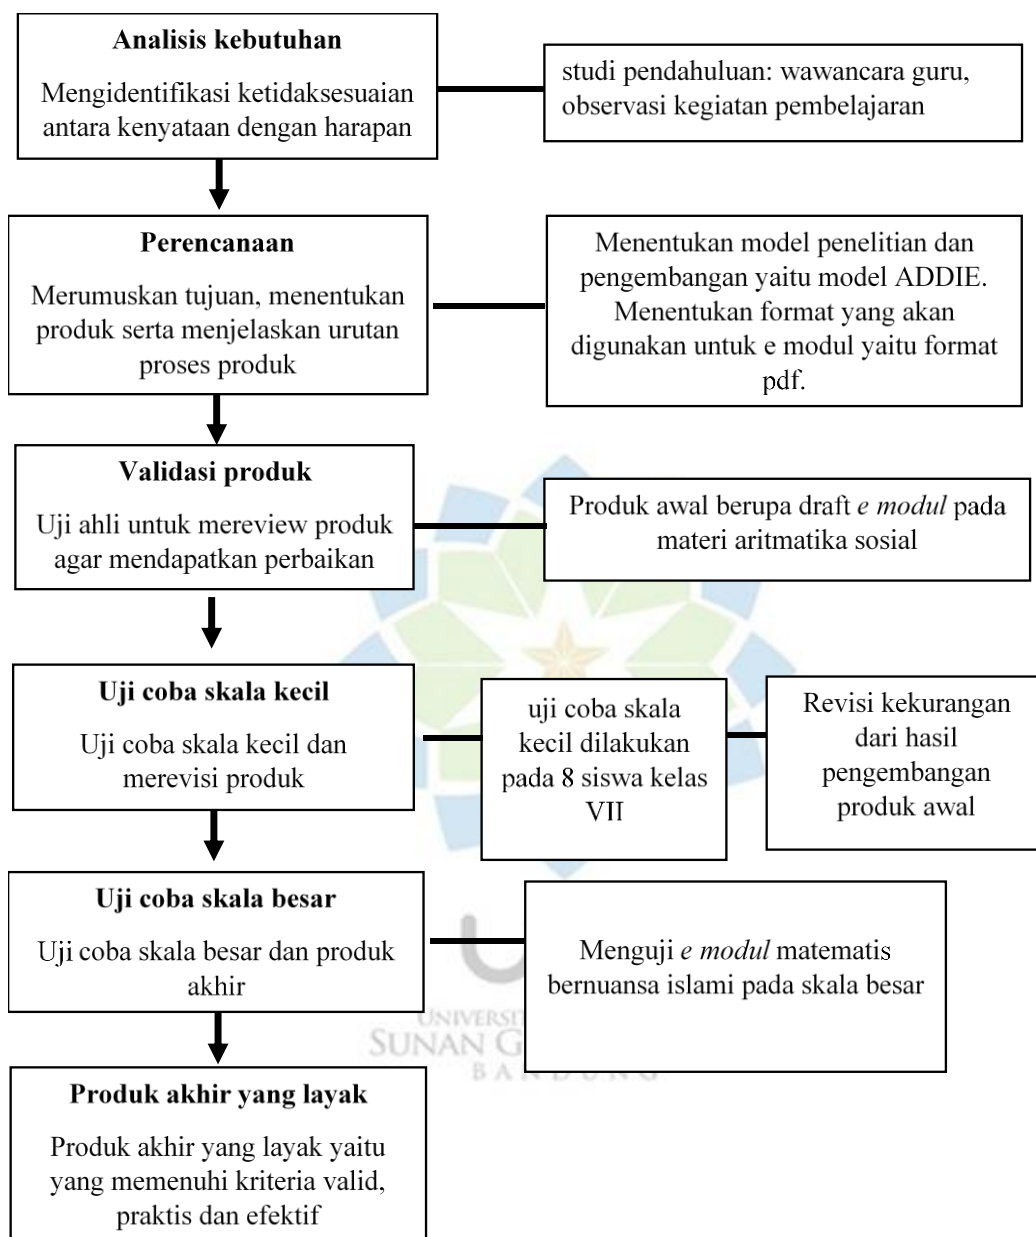 Analisis kebutuhan
Mengidentifikasi ketidaksesuaian
antara kenyataan dengan harapan
studi pendahuluan: wawancara guru,
observasi kegiatan pembelajaran
Perencanaan
Merumuskan tujuan, menentukan
produk serta menjelaskan urutan
proses produk
Menentukan model penelitian dan
pengembangan yaitu model ADDIE.
Menentukan format yang akan
digunakan untuk e modul yaitu format
pdf.
Validasi produk
Uji ahli untuk mereview produk
agar mendapatkan perbaikan
Produk awal berupa draft e modul pada
materi aritmatika sosial
Uji coba skala kecil
Uji coba skala kecil dan
merevisi produk
uji coba skala
kecil dilakukan
pada 8 siswa kelas
VII
Revisi kekurangan
dari hasil
pengembangan
produk awal
Uji coba skala besar
Uji coba skala besar dan produk
akhir
Menguji e modul matematis
bernuansa islami pada skala besar
SUNAN
BANDUNG
Produk akhir yang layak
Produk akhir yang layak yaitu
yang memenuhi kriteria valid,
praktis dan efektif